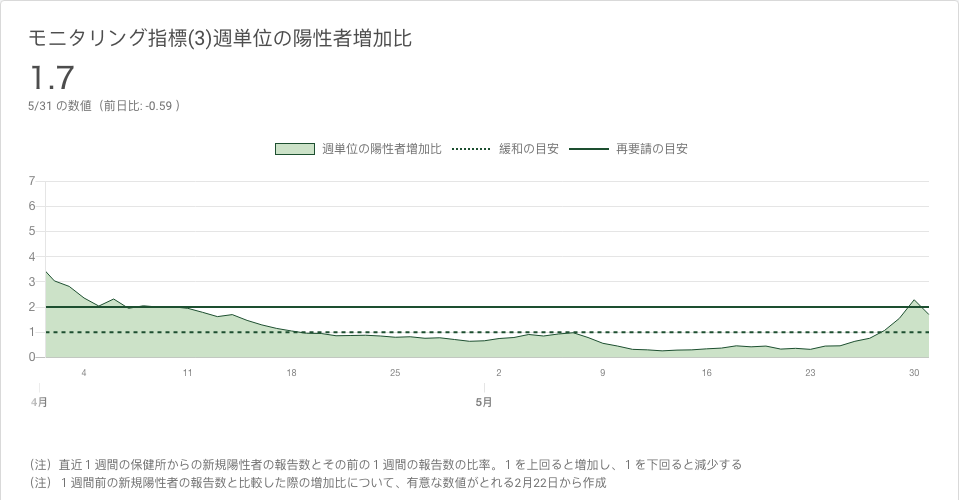 モニタリング指標(3)週単位の陽性者増加比
1.7
5/31 の数値（前日比: -0.59 ）
週単位の陽性者増加比 緩和の目安 再要請の目安
7
6
5
4
3
2
1
0
4 11 18 25 2 9 16 23 30
4月 5月
（注）直近１週間の保健所からの新規陽性者の報告数とその前の１週間の報告数の比率。１を上回ると増加し、１を下回ると減少する
（注）１週間前の新規陽性者の報告数と比較した際の増加比について、有意な数値がとれる2月22日から作成